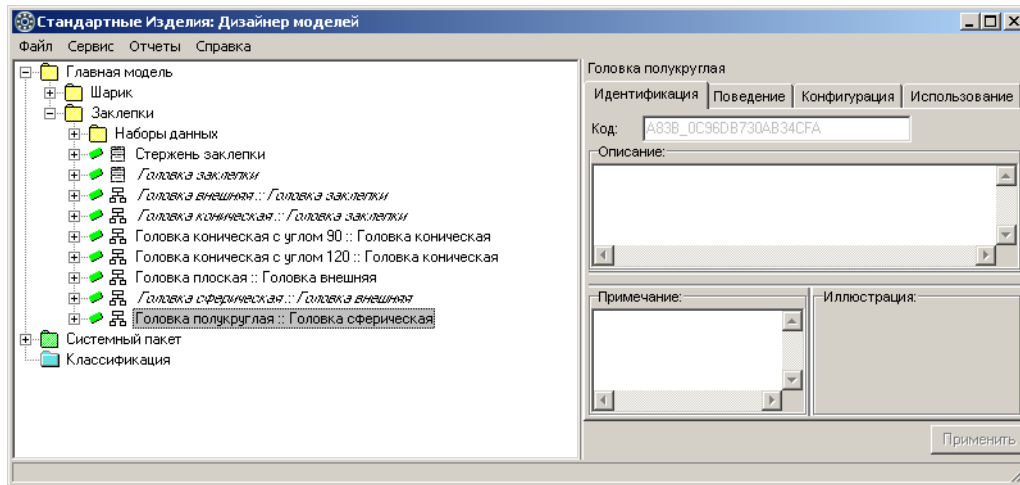 Стандартные Изделия: Дизайнер моделей
Файл Сервис Отчеты Справка
Главная модель
Шарик
Заклепки
Наборы данных
Стержень заклепки
Головка заклепки
Головка внешняя :: Головка заклепки
Головка коническая :: Головка заклепки
Головка коническая с углом 90 :: Головка коническая
Головка коническая с углом 120 :: Головка коническая
Головка плоская :: Головка внешняя
Головка сферическая :: Головка внешняя
Головка полукруглая :: Головка сферическая
Системный пакет
Классификация
Головка полукруглая
Идентификация Поведение Конфигурация Использование
Код: A83B_0C96DB730AB34CFA
Описание:
Примечание:
Иллюстрация:
Применить